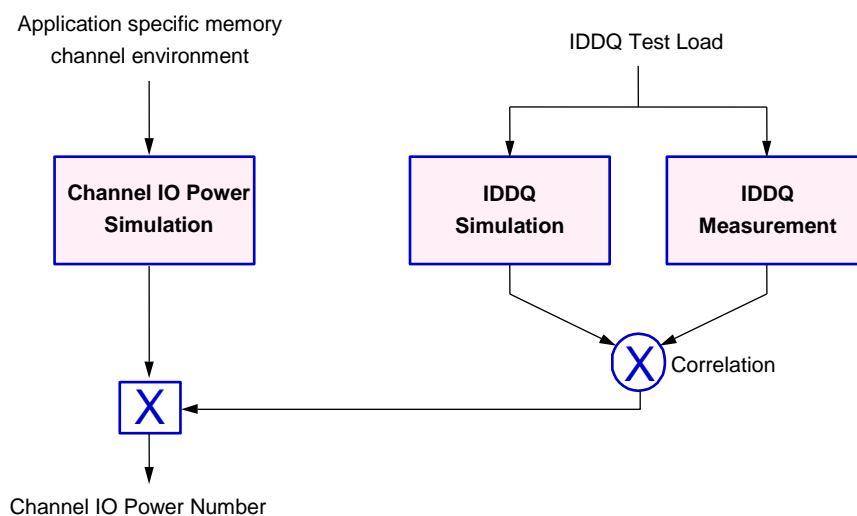 Application specific memory
channel environment
IDDQ Test Load
Channel IO Power
Simulation
IDDQ
Simulation
IDDQ
Measurement
X
Correlation
X
Channel IO Power Number